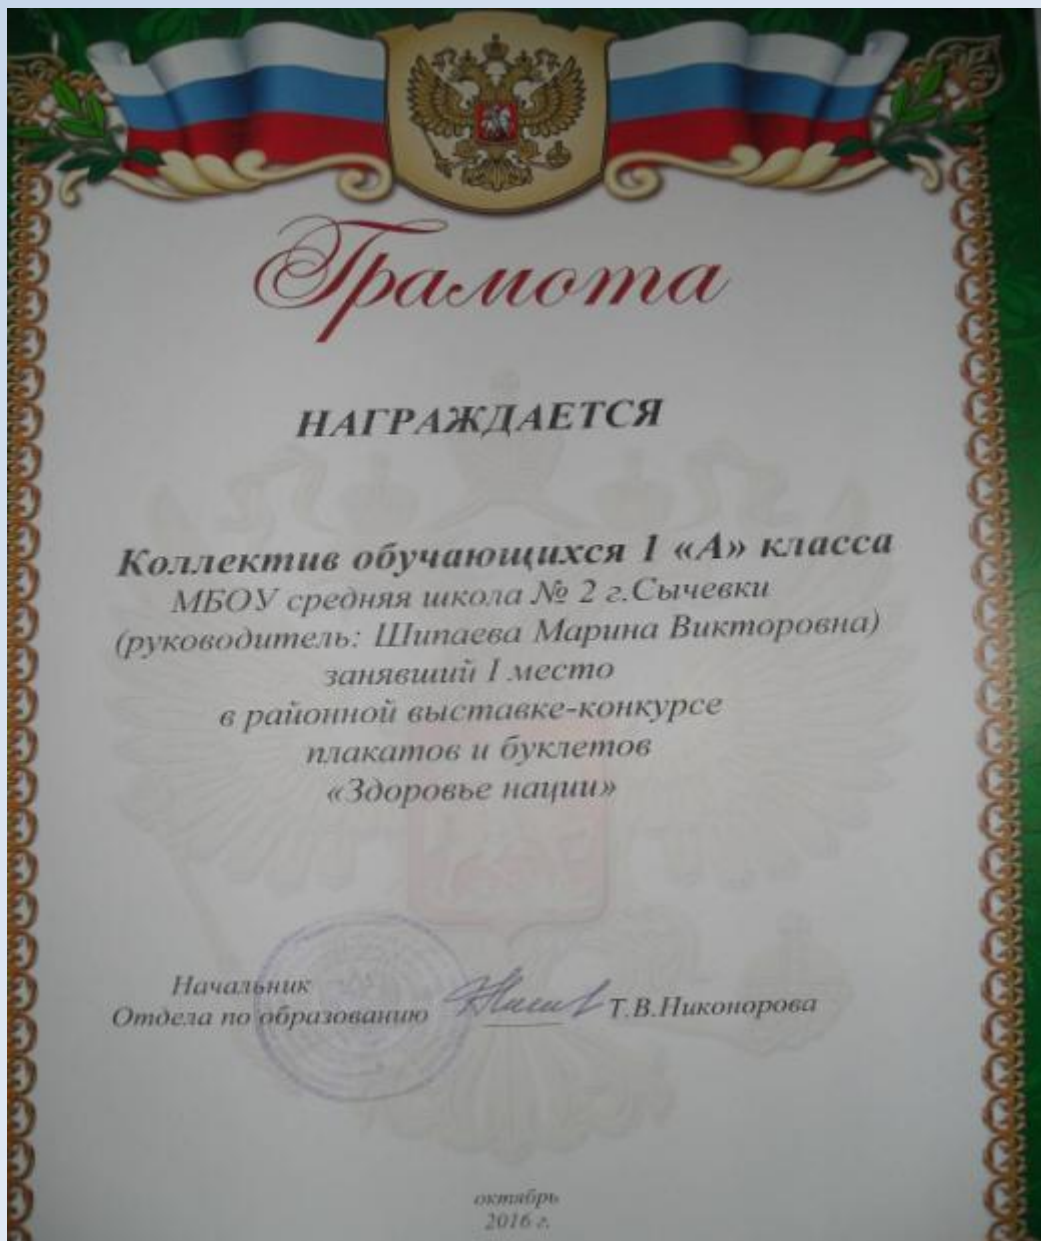 Грамота
НАГРАЖДАЕТСЯ
Коллектив обучающихся 1 «А» класса
МБОУ средняя школа № 2 г.Сычевки
(руководитель: Шипаева Марина Викторовна)
занявший I место
в районной выставке-конкурсе
плакатов и буклетов
«Здоровье нации»
Начальник
Отдела по образованию Т.В.Никонорова
октябрь
2016 г.